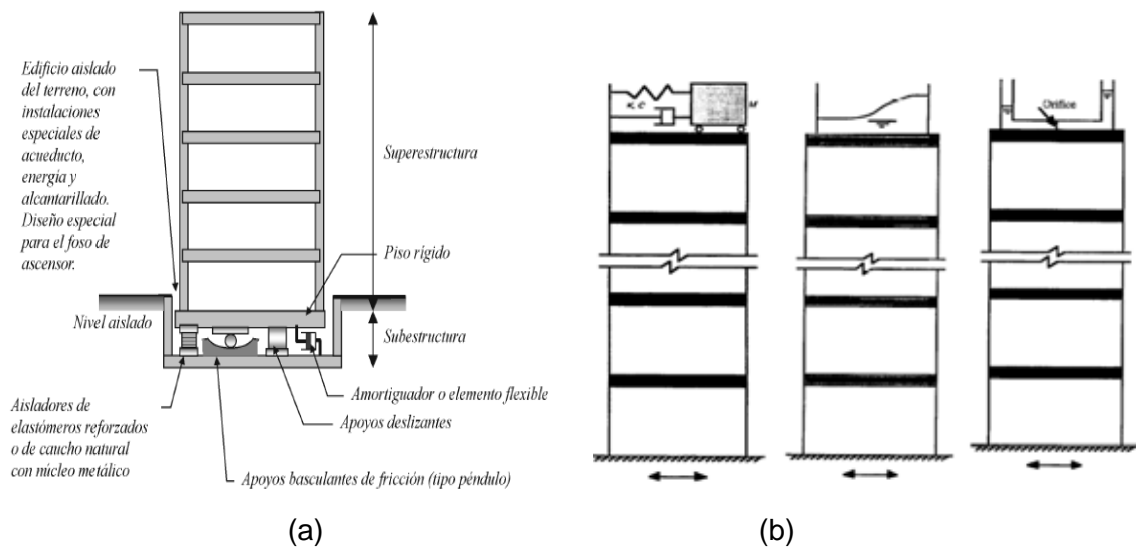 Edificio aislado
del terreno, con
instalaciones
especiales de
acueducto,
energía y
alcantarillado.
Diseño especial
para el foso de
ascensor.
Superestructura
Piso rígido
Nivel aislado
Subestructura
Amortiguador o elemento flexible
Apoyos deslizantes
Aisladores de
elastómeros reforzados
o de caucho natural
con núcleo metálico
Apoyos basculantes de fricción (tipo péndulo)
(a)
K, C
M
Orifice
(b)